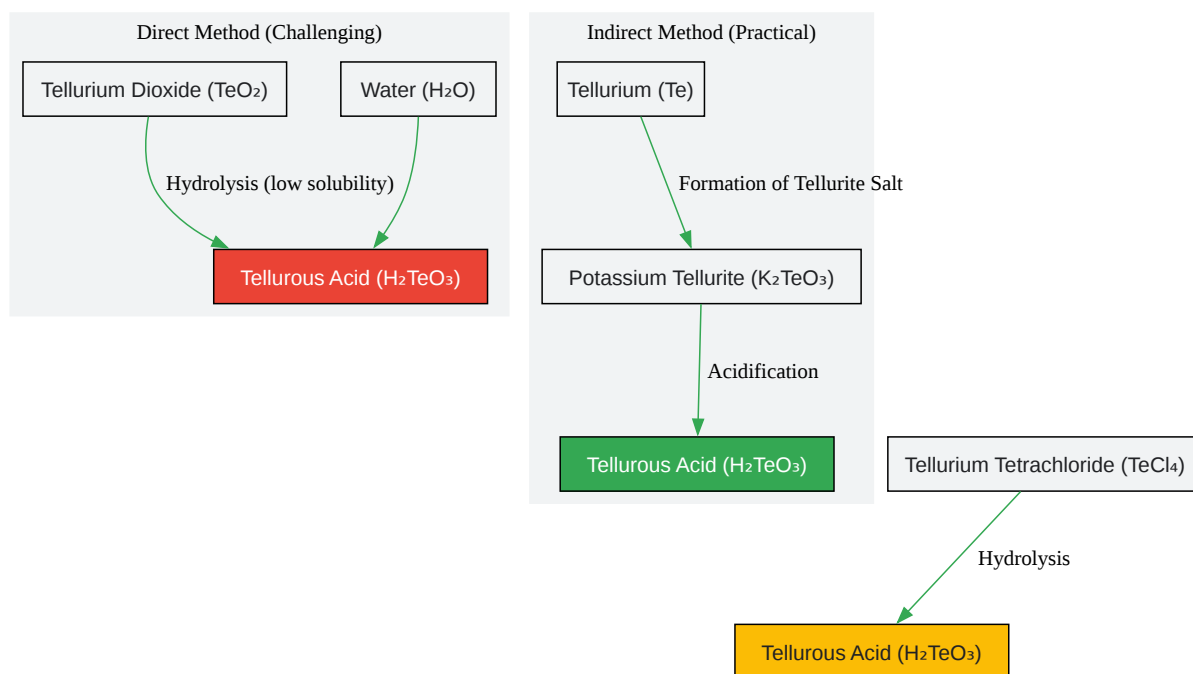 Direct Method (Challenging)
Tellurium Dioxide (TeO₂)
Water (H₂O)
Hydrolysis (low solubility)
Tellurous Acid (H₂TeO₃)
Indirect Method (Practical)
Tellurium (Te)
Formation of Tellurite Salt
Potassium Tellurite (K₂TeO₃)
Acidification
Tellurous Acid (H₂TeO₃)
Tellurium Tetrachloride (TeCl₄)
Hydrolysis
Tellurous Acid (H₂TeO₃)